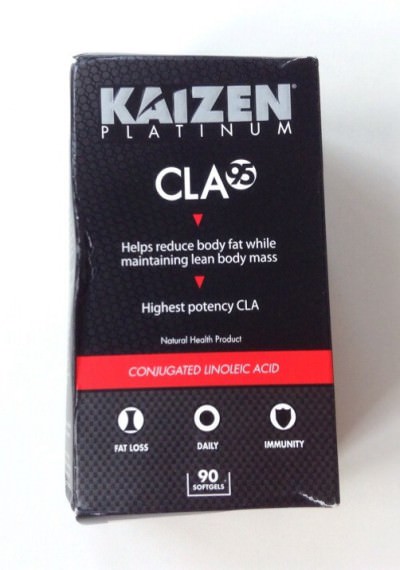 KAIZEN®
PLATINUM
CLA95
Helps reduce body fat while
maintaining lean body mass
Highest potency CLA
Natural Health Product
CONJUGATED LINOLEIC ACID
FAT LOSS DAILY IMMUNITY
90
SOFTGELS